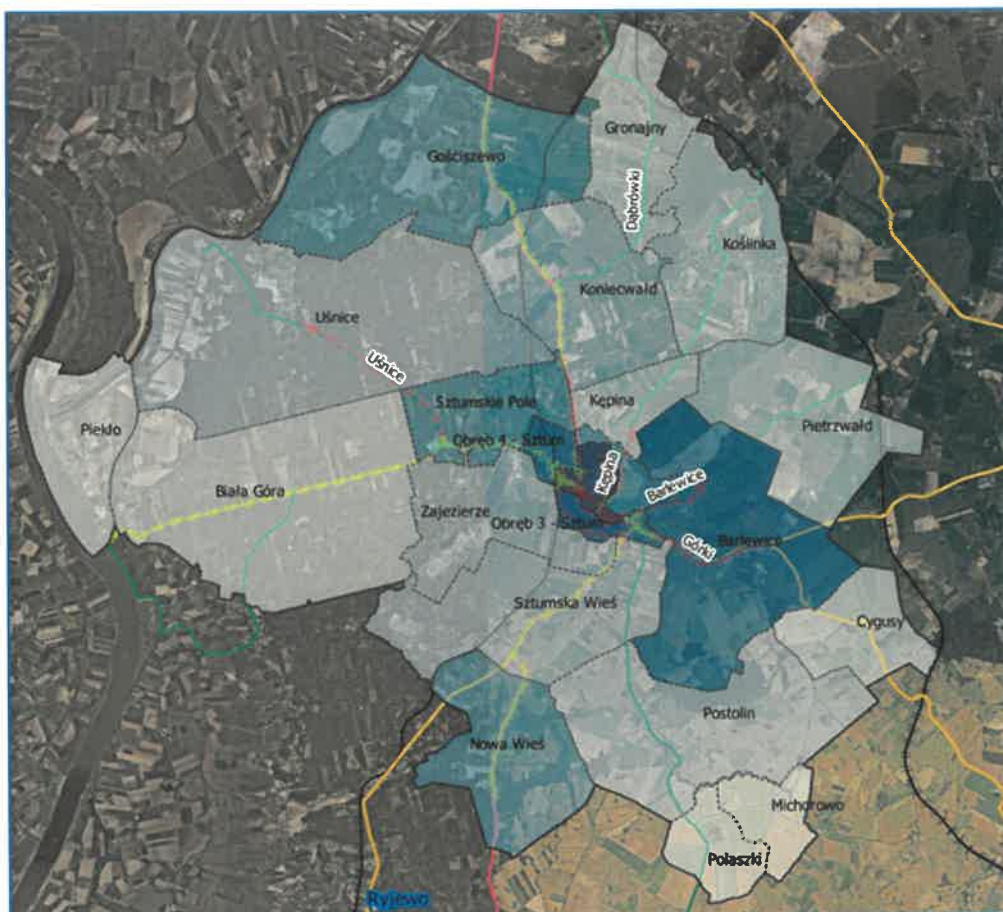 Gronajny
Gościszewo
Dąbrówki
Koślinka
Koniecwałd
Uśnice
Uśnice
Kępina
Sztumskie Pole
Piekło
Pietrzwałd
Obręb 4 - Sztum
Kępina
Biała Góra
Barlewice
Zajezierze
Obręb 3 - Sztum
Górki
Barlewice
Sztumska Wieś
Cygusy
Postolin
Nowa Wieś
Michorowo
Polaszki
Ryjewo